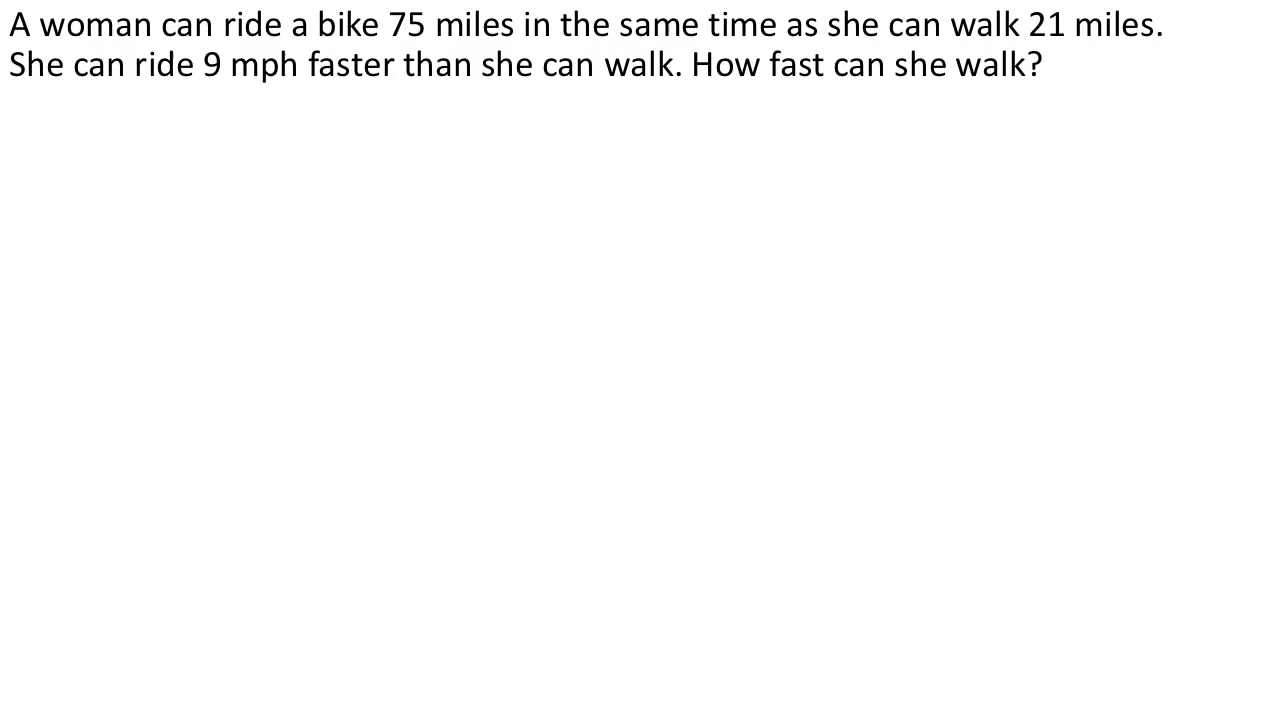 A woman can ride a bike 75 miles in the same time as she can walk 21 miles.
She can ride 9 mph faster than she can walk. How fast can she walk?